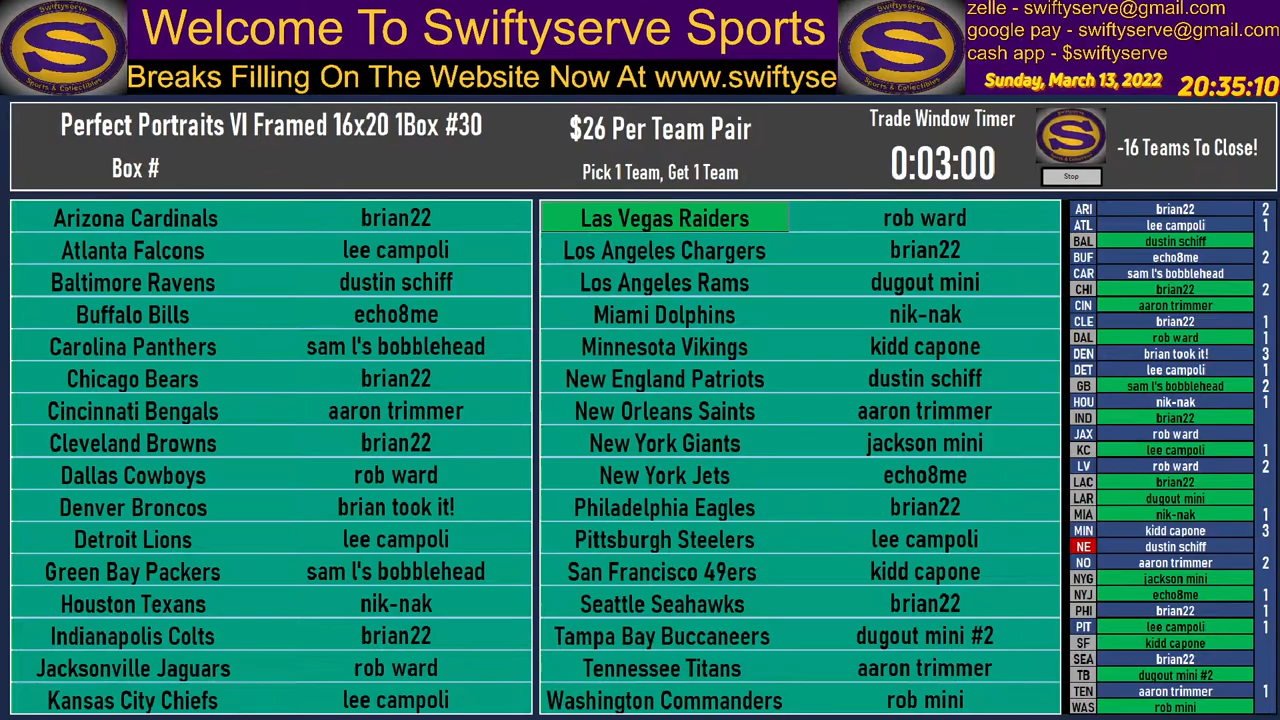 Welcome To Swiftyserve Sports
Breaks Filling On The Website Now At www.swiftyse
zelle - swiftyserve@gmail.com
google pay - swiftyserve@gmail.com
cash app - $swiftyserve
Sunday, March 13, 2022 20:35:10
Perfect Portraits VI Framed 16x20 1Box #30
Box #
$26 Per Team Pair
Pick 1 Team, Get 1 Team
Trade Window Timer
0:03:00
Stop
-16 Teams To Close!
Arizona Cardinals brian22
Atlanta Falcons lee campoli
Baltimore Ravens dustin schiff
Buffalo Bills echo8me
Carolina Panthers sam l's bobblehead
Chicago Bears brian22
Cincinnati Bengals aaron trimmer
Cleveland Browns brian22
Dallas Cowboys rob ward
Denver Broncos brian took it!
Detroit Lions lee campoli
Green Bay Packers sam l's bobblehead
Houston Texans nik-nak
Indianapolis Colts brian22
Jacksonville Jaguars rob ward
Kansas City Chiefs lee campoli
Las Vegas Raiders rob ward
Los Angeles Chargers brian22
Los Angeles Rams dugout mini
Miami Dolphins nik-nak
Minnesota Vikings kidd capone
New England Patriots dustin schiff
New Orleans Saints aaron trimmer
New York Giants jackson mini
New York Jets echo8me
Philadelphia Eagles brian22
Pittsburgh Steelers lee campoli
San Francisco 49ers kidd capone
Seattle Seahawks brian22
Tampa Bay Buccaneers dugout mini #2
Tennessee Titans aaron trimmer
Washington Commanders rob mini
ARI brian22 2
ATL lee campoli 1
BAL dustin schiff
BUF echo8me 2
CAR sam l's bobblehead
CHI brian22 2
CIN aaron trimmer
CLE brian22 1
DAL rob ward 1
DEN brian took it! 3
DET lee campoli 1
GB sam l's bobblehead 2
HOU nik-nak 1
IND brian22
JAX rob ward
KC lee campoli 1
LV rob ward 2
LAC brian22
LAR dugout mini
MIA nik-nak 1
MIN kidd capone 3
NE dustin schiff
NO aaron trimmer 2
NYG jackson mini
NYJ echo8me 1
PHI brian22 1
PIT lee campoli 1
SF kidd capone
SEA brian22
TB dugout mini #2
TEN aaron trimmer 1
WAS rob mini